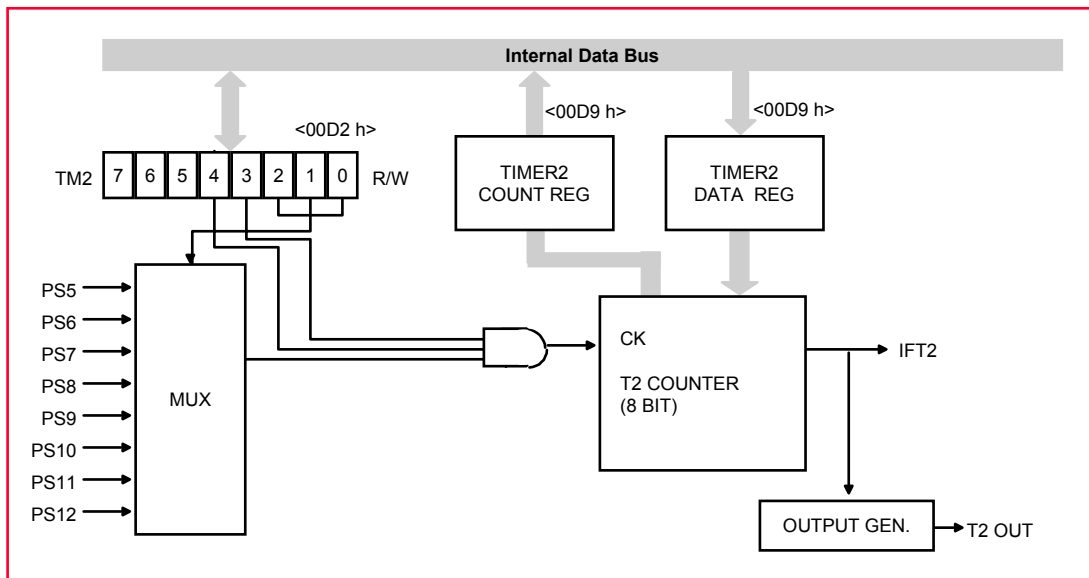 Internal Data Bus
<00D2 h>
<00D9 h>
<00D9 h>
TM2 7 6 5 4 3 2 1 0 R/W
TIMER2
COUNT REG
TIMER2
DATA REG
PS5
PS6
PS7
PS8
PS9
PS10
PS11
PS12
MUX
CK
T2 COUNTER
(8 BIT)
IFT2
OUTPUT GEN.
T2 OUT